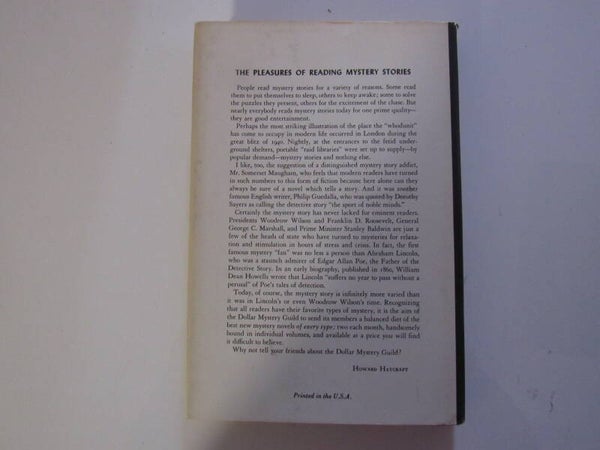 THE PLEASURES OF READING MYSTERY STORIES
People read mystery stories for a variety of reasons. Some read
them to put themselves to sleep, others to keep awake; some to solve
the puzzles they present, others for the excitement of the chase. But
nearly everybody reads mystery stories today for one prime quality—
they are good entertainment.
Perhaps the most striking illustration of the place the "whodunit"
has come to occupy in modern life occurred in London during the
great blitz of 1940. Nightly, at the entrances to the fetid under-
ground shelters, portable "raid libraries" were set up to supply—by
popular demand—mystery stories and nothing else.
I like, too, the suggestion of a distinguished mystery story addict,
Mr. Somerset Maugham, who feels that modern readers have turned
in such numbers to this form of fiction because here alone can they
always be sure of a novel which tells a story. And it was another
famous English writer, Philip Guedalla, who was quoted by Dorothy
Sayers as calling the detective story "the sport of noble minds."
Certainly the mystery story has never lacked for eminent readers.
Presidents Woodrow Wilson and Franklin D. Roosevelt, General
George C. Marshall, and Prime Minister Stanley Baldwin are just a
few of the heads of state who have turned to mysteries for relaxa-
tion and stimulation in hours of stress and crisis. In fact, the first
famous mystery "fan" was no less a person than Abraham Lincoln,
who was a staunch admirer of Edgar Allan Poe, the Father of the
Detective Story. In an early biography, published in 1860, William
Dean Howells wrote that Lincoln "suffers no year to pass without a
perusal" of Poe's tales of detection.
Today, of course, the mystery story is infinitely more varied than
it was in Lincoln's or even Woodrow Wilson's time. Recognizing
that all readers have their favorite types of mystery, it is the aim of
the Dollar Mystery Guild to send its members a balanced diet of the
best new mystery novels of every type; two each month, handsomely
bound in individual volumes, and available at a price you will find
it difficult to believe.
Why not tell your friends about the Dollar Mystery Guild?
HOWARD HAYCRAFT
Printed in the U.S.A.